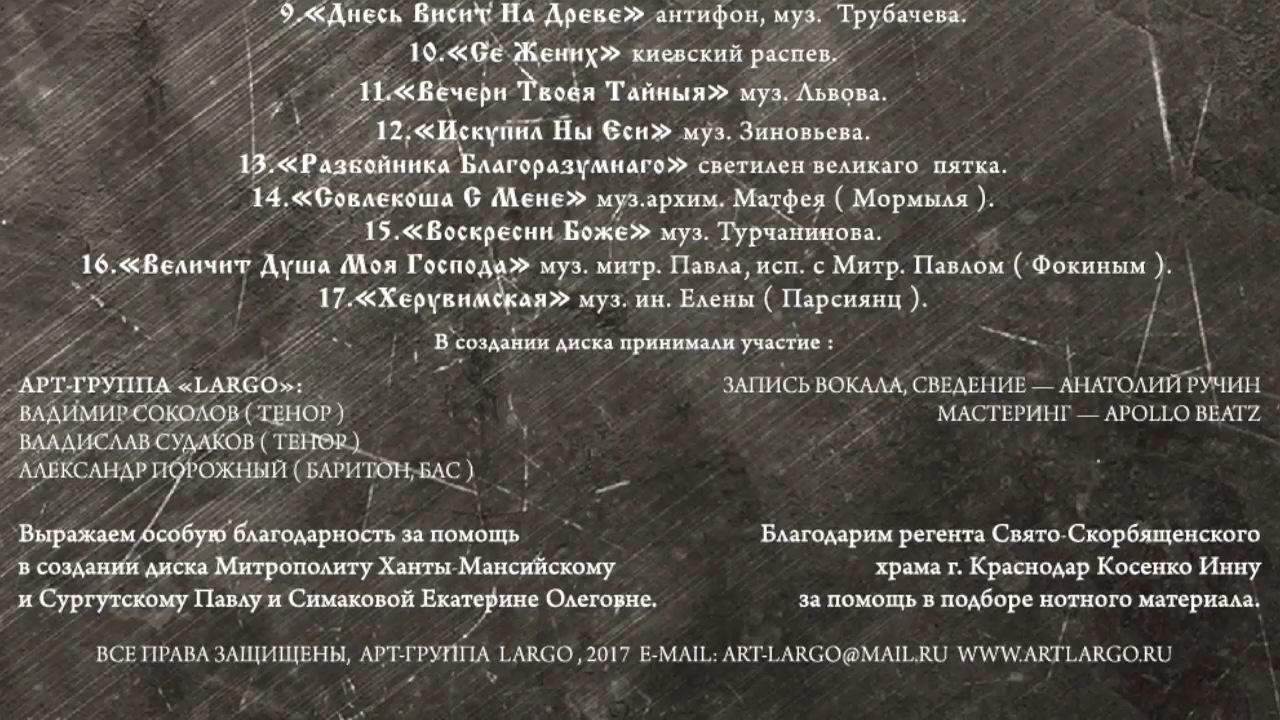 9.«Днесь Висит На Древе» антифон, муз. Трубачева.
10.«Се Жених» киевский распев.
11.«Вечери Твоея Тайныя» муз. Львова.
12.«Искупил Ны Еси» муз. Зиновьева.
13.«Разбойника Благоразумнаго» светилен великаго пятка.
14.«Совлекоша С Мене» муз.архим. Матфея ( Мормыля ).
15.«Воскресни Боже» муз. Турчанинова.
16.«Величит Душа Моя Господа» муз. митр. Павла, исп. с Митр. Павлом ( Фокиным ).
17.«Херувимская» муз. ин. Елены ( Парсиянц ).
В создании диска принимали участие :
АРТ-ГРУППА «LARGO»:
ВАДИМИР СОКОЛОВ ( ТЕНОР )
ВЛАДИСЛАВ СУДАКОВ ( ТЕНОР )
АЛЕКСАНДР ПОРОЖНЫЙ ( БАРИТОН, БАС )
ЗАПИСЬ ВОКАЛА, СВЕДЕНИЕ — АНАТОЛИЙ РУЧИН
МАСТЕРИНГ — APOLLO BEATZ
Выражаем особую благодарность за помощь
в создании диска Митрополиту Ханты-Мансийскому
и Сургутскому Павлу и Симаковой Екатерине Олеговне.
Благодарим регента Свято-Скорбященского
храма г. Краснодар Косенко Инну
за помощь в подборе нотного материала.
ВСЕ ПРАВА ЗАЩИЩЕНЫ, АРТ-ГРУППА LARGO , 2017 E-MAIL: ART-LARGO@MAIL.RU WWW.ARTLARGO.RU